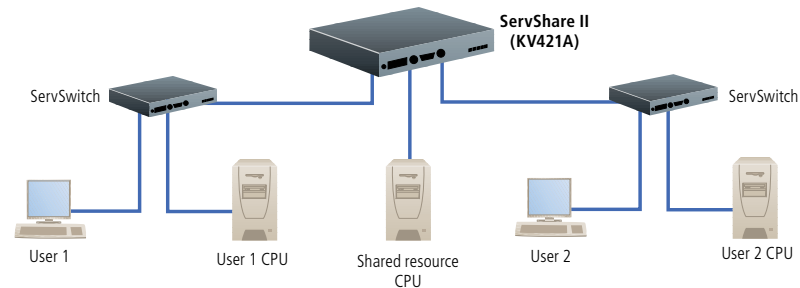 ServShare II
(KV421A)
ServSwitch
ServSwitch
User 1
User 1 CPU
Shared resource
CPU
User 2
User 2 CPU